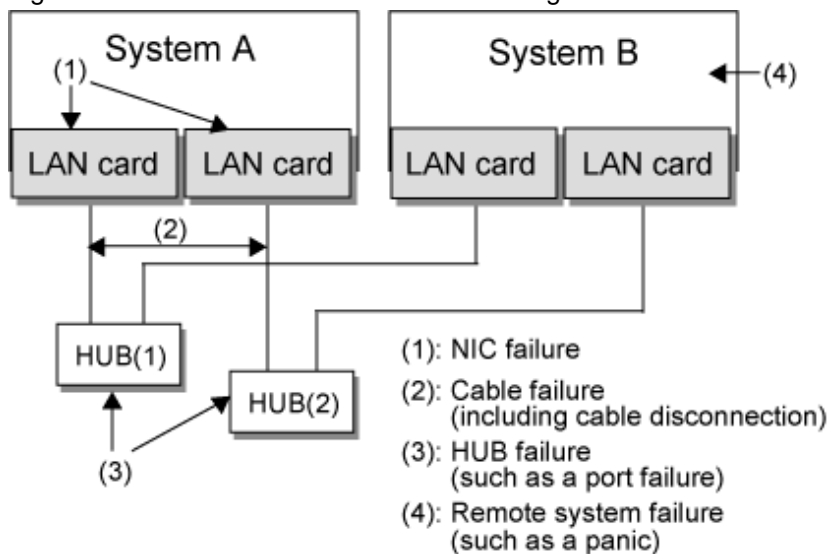 System A
System B
(1)
(4)
LAN card
LAN card
LAN card
LAN card
(2)
HUB(1)
HUB(2)
(3)
(1): NIC failure
(2): Cable failure
(including cable disconnection)
(3): HUB failure
(such as a port failure)
(4): Remote system failure
(such as a panic)